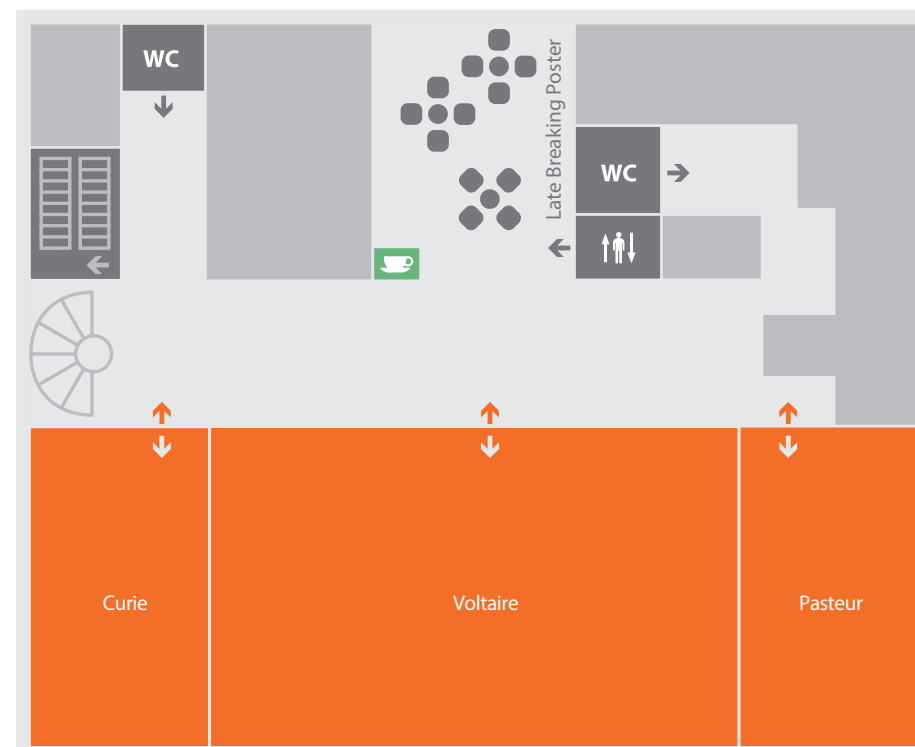 WC
Late Breaking Poster
WC
Curie
Voltaire
Pasteur